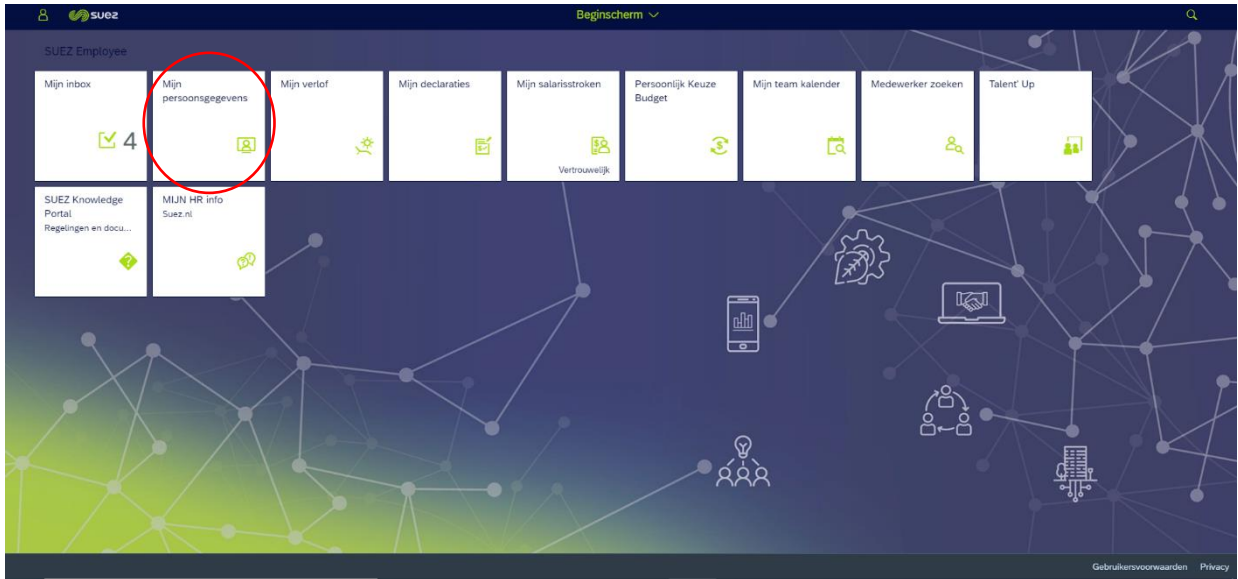 suez
Beginscherm
SUEZ Employee
Mijn inbox
4
Mijn
persoonsgegevens
Mijn verlof
Mijn declaraties
Mijn salarisstroken
Vertrouwelijk
Persoonlijk Keuze
Budget
Mijn team kalender
Medewerker zoeken
Talent' Up
SUEZ Knowledge
Portal
Regelingen en docu...
MIJN HR info
Suez.nl
Gebruikersvoorwaarden Privacy